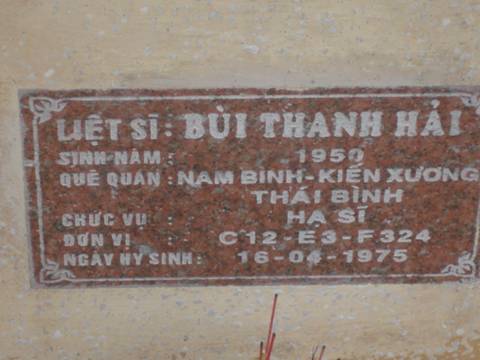 LIỆT SĨ: BÙI THANH HẢI
SINH NĂM : 1950
QUÊ QUÁN : NAM BÌNH-KIẾN XƯƠNG
THÁI BÌNH
CHỨC VỤ : HẠ SĨ
ĐƠN VỊ : C12-E3-F324
NGÀY HY SINH: 16-04-1975